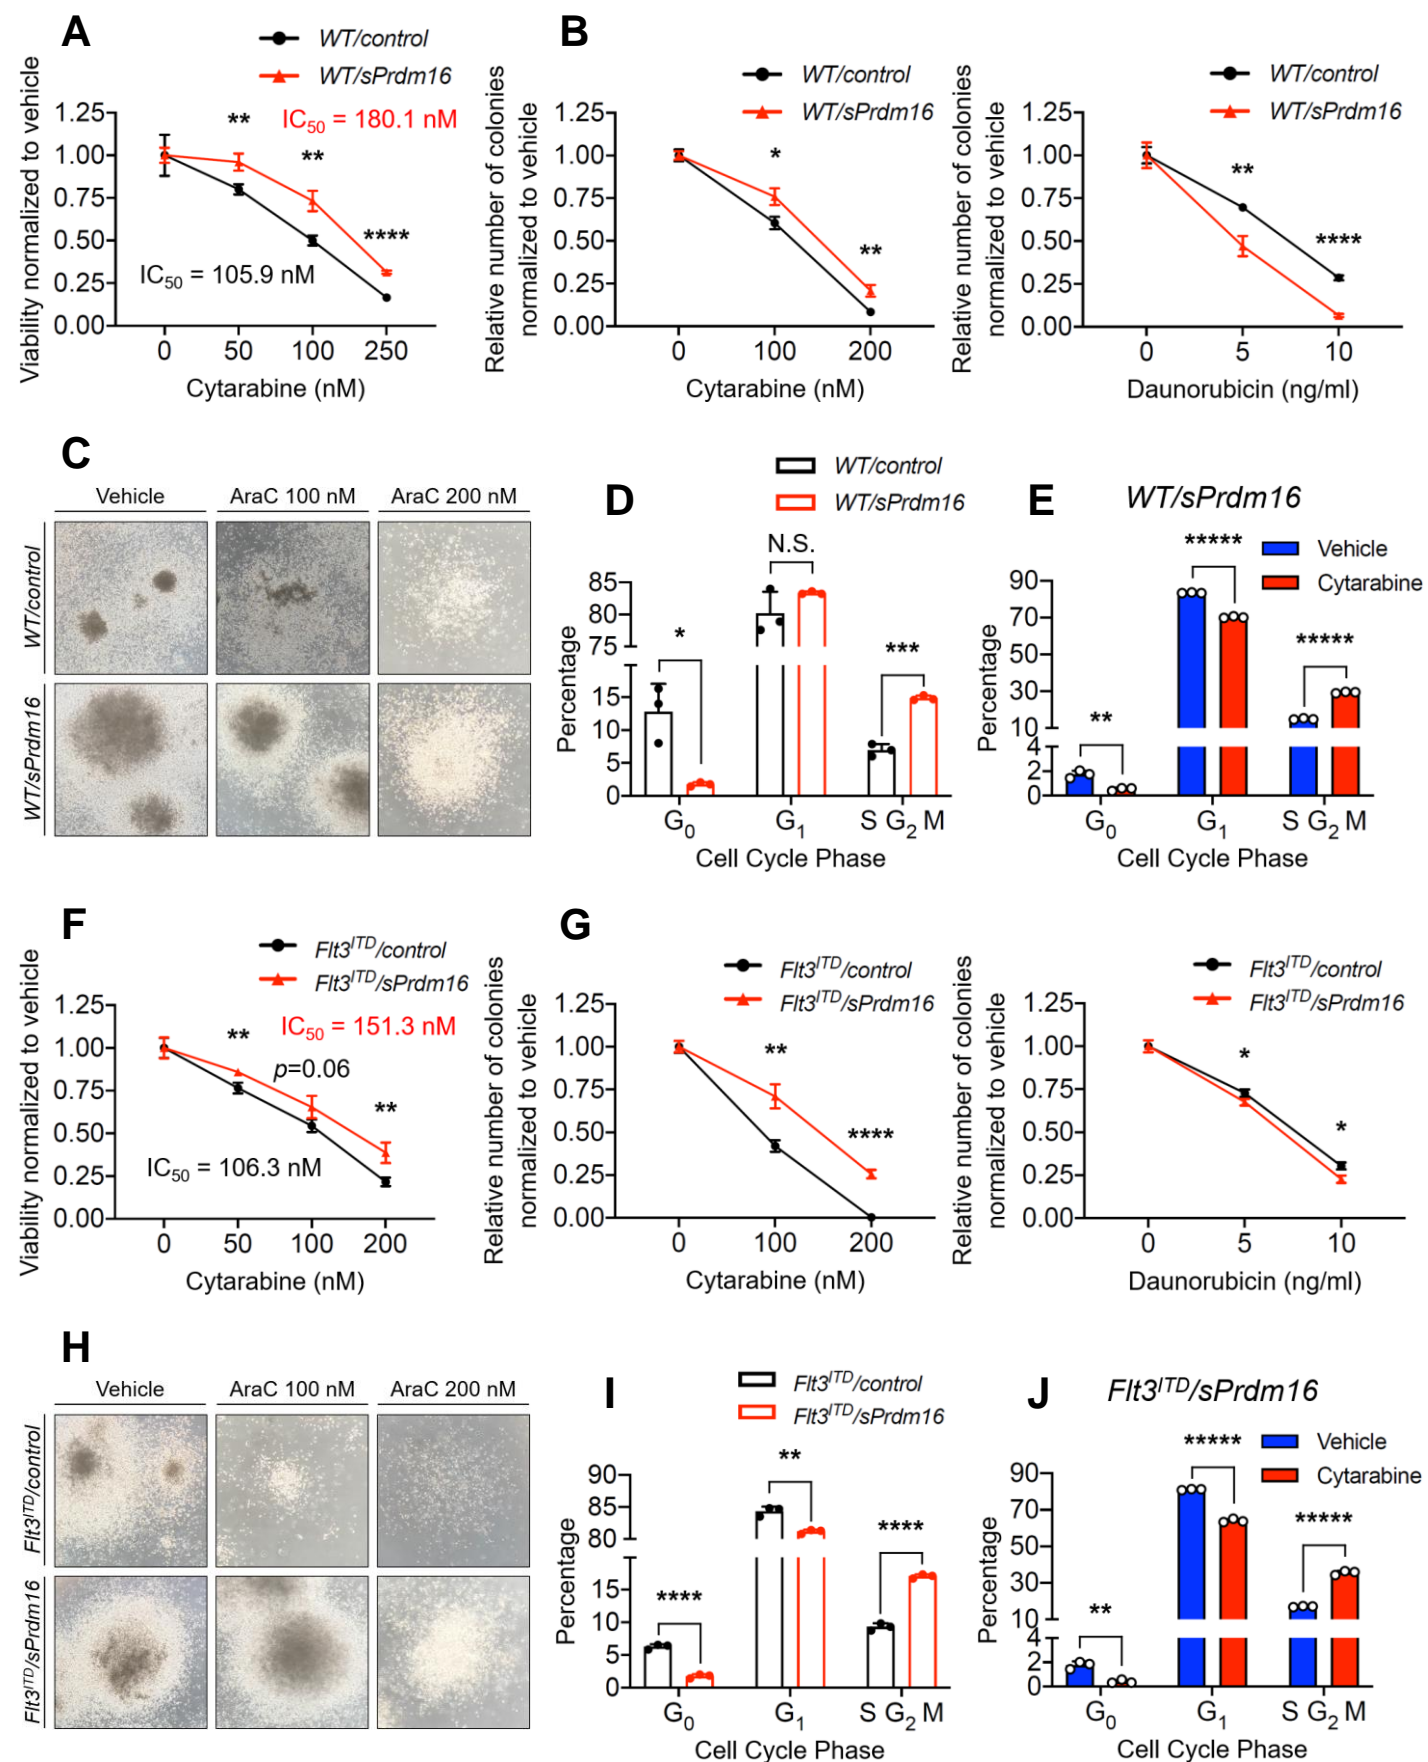 A
WT/control
WT/sPrdm16
Viability normalized to vehicle
1.25
1.00
0.75
0.50
0.25
0.00
IC50 = 180.1 nM
IC50 = 105.9 nM
**
**
****
0 50 100 250
Cytarabine (nM)
B
WT/control
WT/sPrdm16
Relative number of colonies
normalized to vehicle
1.25
1.00
0.75
0.50
0.25
0.00
*
**
0 100 200
Cytarabine (nM)
WT/control
WT/sPrdm16
Relative number of colonies
normalized to vehicle
1.25
1.00
0.75
0.50
0.25
0.00
**
****
0 5 10
Daunorubicin (ng/ml)
C
Vehicle AraC 100 nM AraC 200 nM
WT/control
WT/sPrdm16
D
WT/control
WT/sPrdm16
Percentage
85
80
75
15
10
5
0
*
N.S.
***
G0 G1 S G2 M
Cell Cycle Phase
E
WT/sPrdm16
Vehicle
Cytarabine
Percentage
90
70
50
30
10
4
2
0
**
*****
*****
G0 G1 S G2 M
Cell Cycle Phase
F
Flt3ITD/control
Flt3ITD/sPrdm16
Viability normalized to vehicle
1.25
1.00
0.75
0.50
0.25
0.00
IC50 = 151.3 nM
**
p=0.06
**
IC50 = 106.3 nM
0 50 100 200
Cytarabine (nM)
G
Flt3ITD/control
Flt3ITD/sPrdm16
Relative number of colonies
normalized to vehicle
1.25
1.00
0.75
0.50
0.25
0.00
**
****
0 100 200
Cytarabine (nM)
Flt3ITD/control
Flt3ITD/sPrdm16
Relative number of colonies
normalized to vehicle
1.25
1.00
0.75
0.50
0.25
0.00
*
*
0 5 10
Daunorubicin (ng/ml)
H
Vehicle AraC 100 nM AraC 200 nM
Flt3ITD/control
Flt3ITD/sPrdm16
I
Flt3ITD/control
Flt3ITD/sPrdm16
Percentage
90
85
80
15
10
5
0
****
**
****
G0 G1 S G2 M
Cell Cycle Phase
J
Flt3ITD/sPrdm16
Vehicle
Cytarabine
Percentage
90
70
50
30
10
4
2
0
**
*****
*****
G0 G1 S G2 M
Cell Cycle Phase